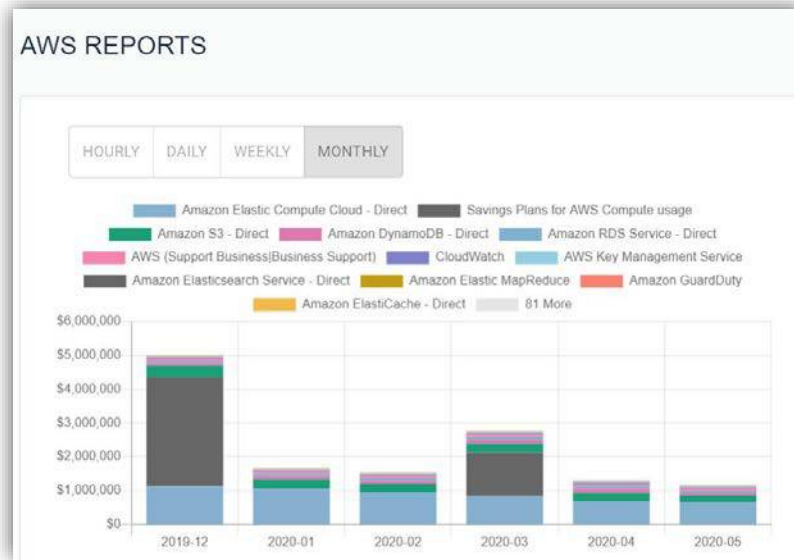 AWS REPORTS
HOURLY DAILY WEEKLY MONTHLY
Amazon Elastic Compute Cloud - Direct Savings Plans for AWS Compute usage
Amazon S3 - Direct Amazon DynamoDB - Direct Amazon RDS Service - Direct
AWS (Support Business|Business Support) CloudWatch AWS Key Management Service
Amazon Elasticsearch Service - Direct Amazon Elastic MapReduce Amazon GuardDuty
Amazon ElastiCache - Direct 81 More
$6,000,000
$5,000,000
$4,000,000
$3,000,000
$2,000,000
$1,000,000
$0
2019-12 2020-01 2020-02 2020-03 2020-04 2020-05